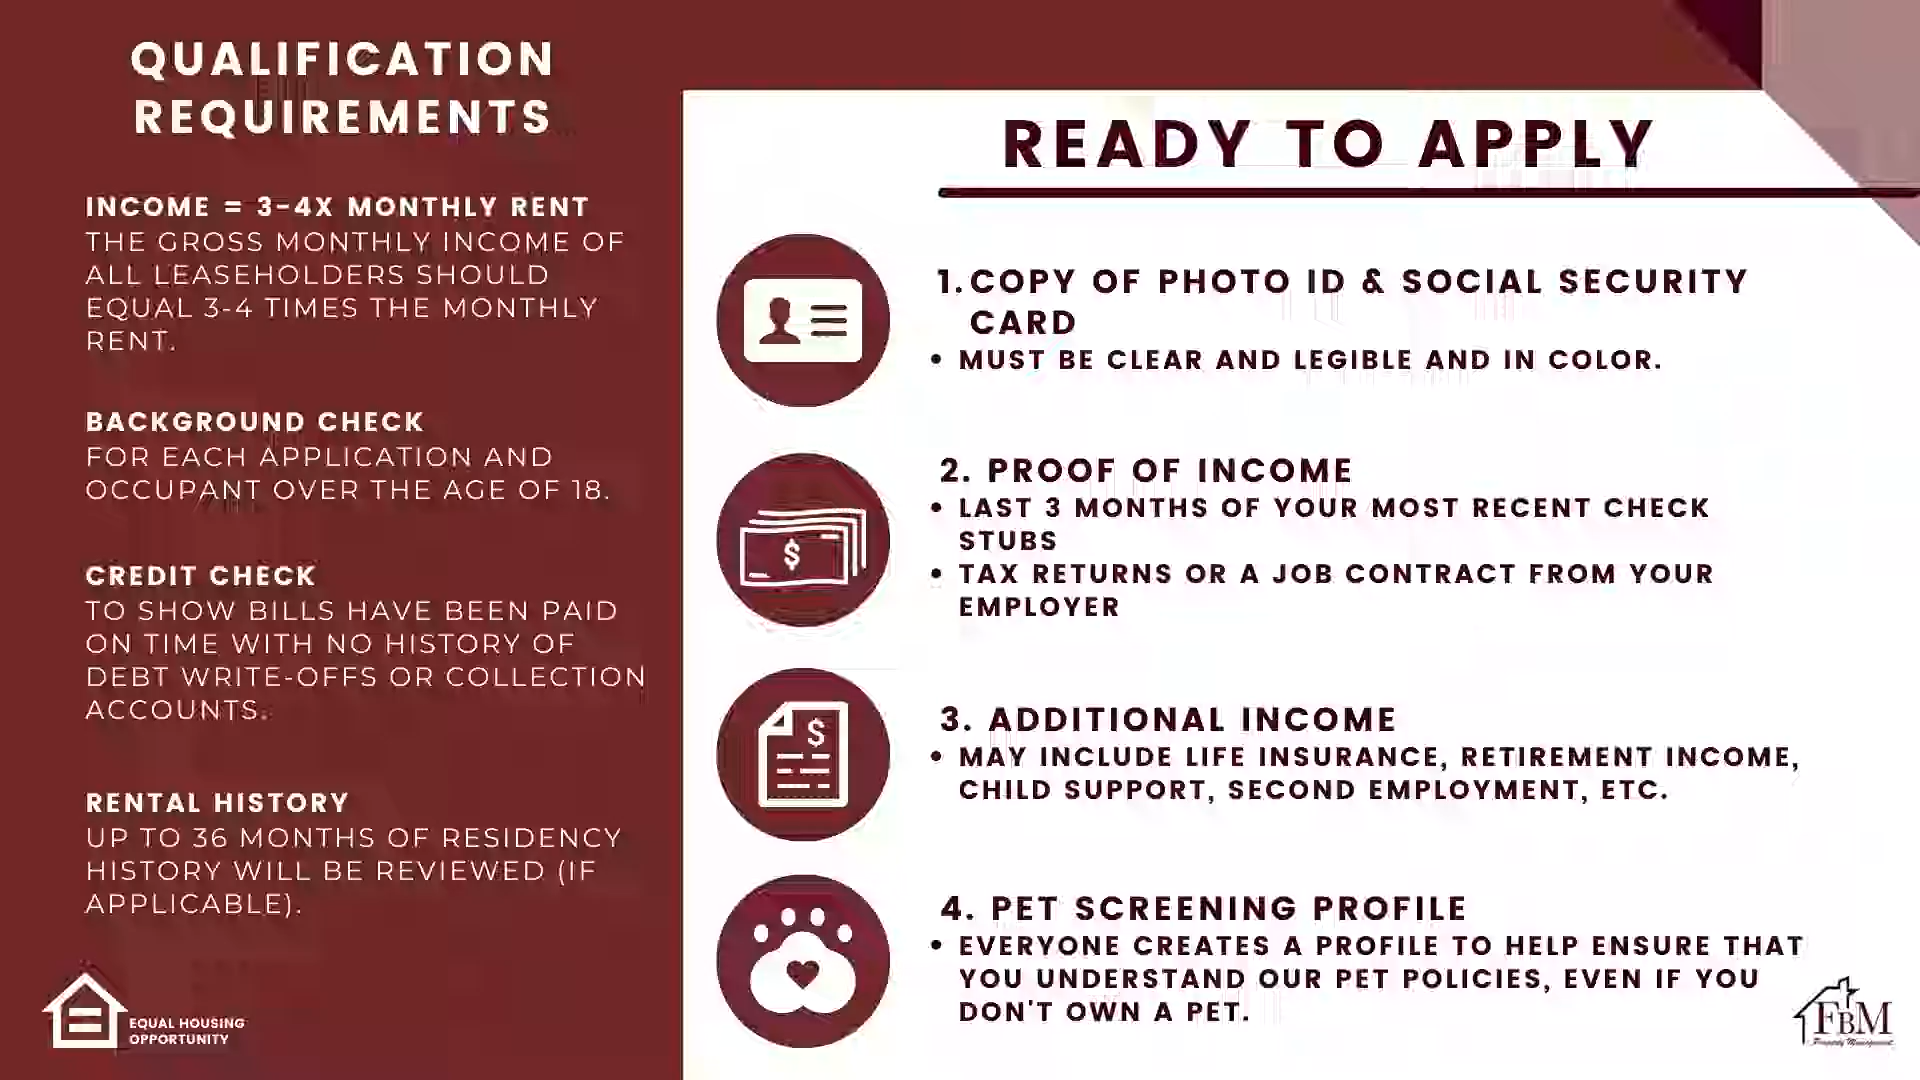 QUALIFICATION
REQUIREMENTS
INCOME = 3-4X MONTHLY RENT
THE GROSS MONTHLY INCOME OF
ALL LEASEHOLDERS SHOULD
EQUAL 3-4 TIMES THE MONTHLY
RENT.
BACKGROUND CHECK
FOR EACH APPLICATION AND
OCCUPANT OVER THE AGE OF 18.
CREDIT CHECK
TO SHOW BILLS HAVE BEEN PAID
ON TIME WITH NO HISTORY OF
DEBT WRITE-OFFS OR COLLECTION
ACCOUNTS.
RENTAL HISTORY
UP TO 36 MONTHS OF RESIDENCY
HISTORY WILL BE REVIEWED (IF
APPLICABLE).
EQUAL HOUSING
OPPORTUNITY
READY TO APPLY
1. COPY OF PHOTO ID & SOCIAL SECURITY
CARD
• MUST BE CLEAR AND LEGIBLE AND IN COLOR.
2. PROOF OF INCOME
• LAST 3 MONTHS OF YOUR MOST RECENT CHECK
STUBS
• TAX RETURNS OR A JOB CONTRACT FROM YOUR
EMPLOYER
3. ADDITIONAL INCOME
• MAY INCLUDE LIFE INSURANCE, RETIREMENT INCOME,
CHILD SUPPORT, SECOND EMPLOYMENT, ETC.
4. PET SCREENING PROFILE
• EVERYONE CREATES A PROFILE TO HELP ENSURE THAT
YOU UNDERSTAND OUR PET POLICIES, EVEN IF YOU
DON'T OWN A PET.
FBM
Property Management